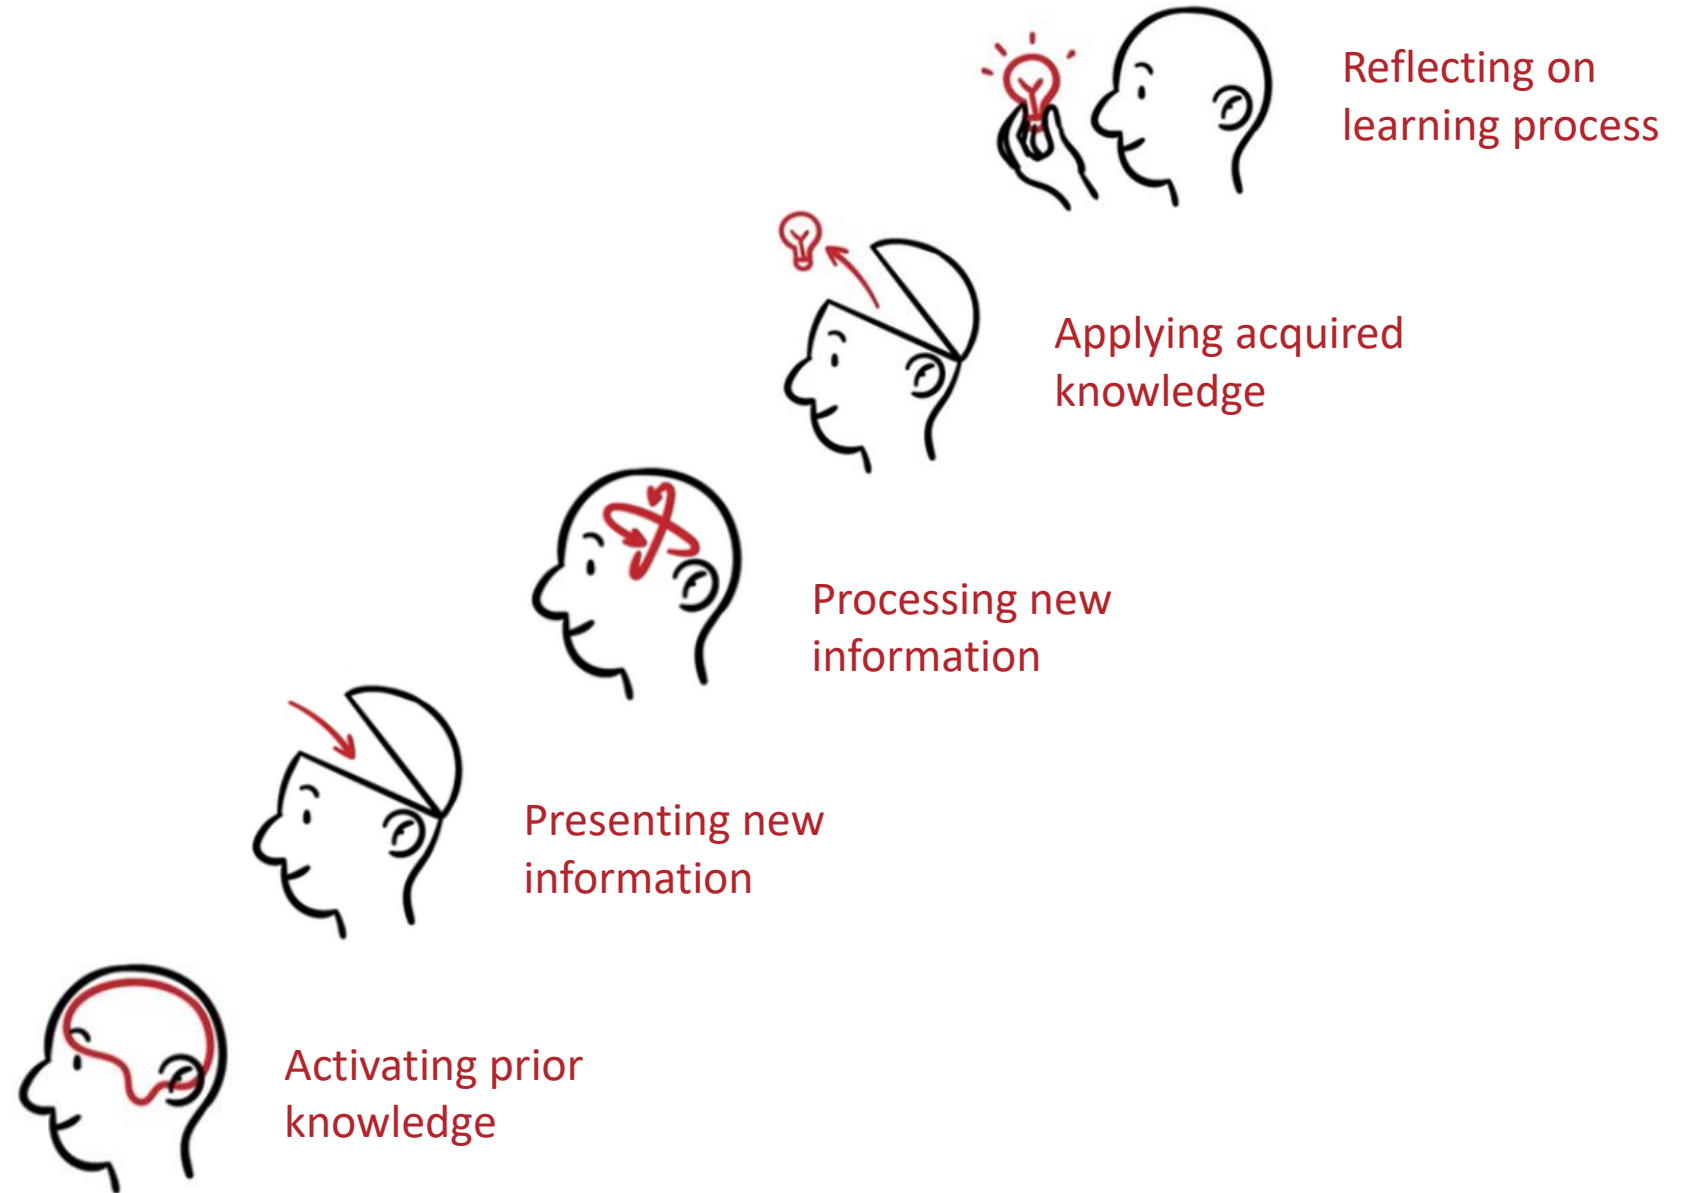 Reflecting on
learning process
Applying acquired
knowledge
Processing new
information
Presenting new
information
Activating prior
knowledge